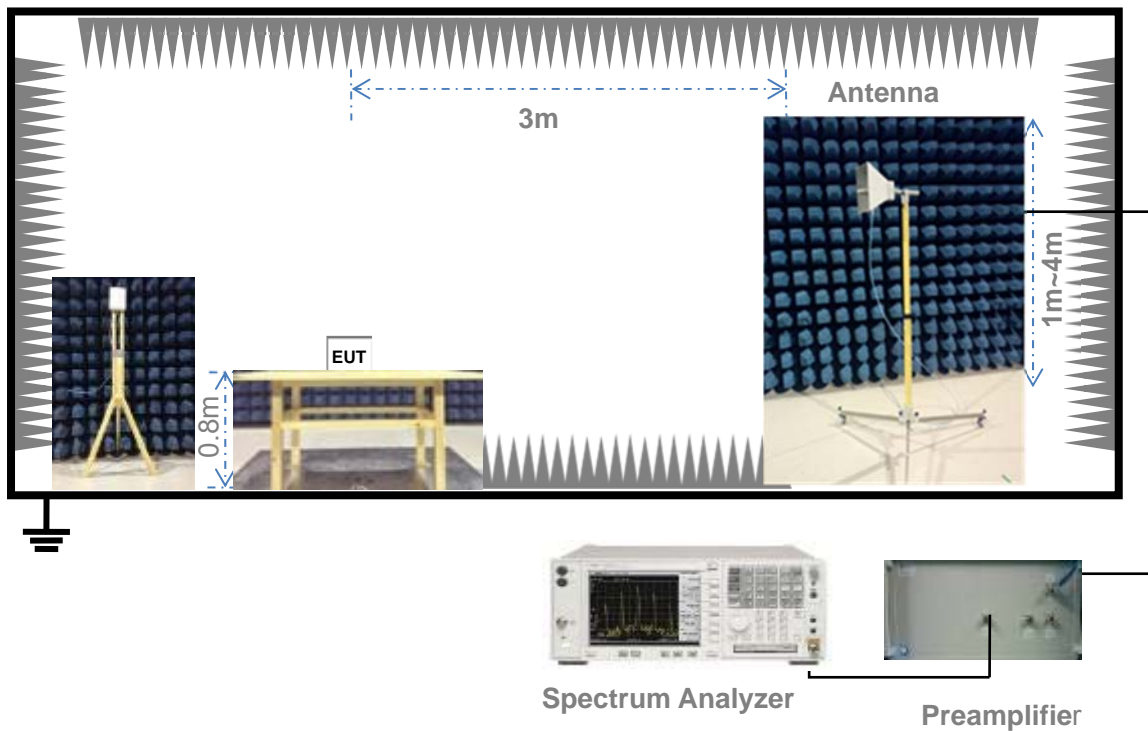 Antenna
3m
1m~4m
EUT
0.8m
Spectrum Analyzer
Preamplifier